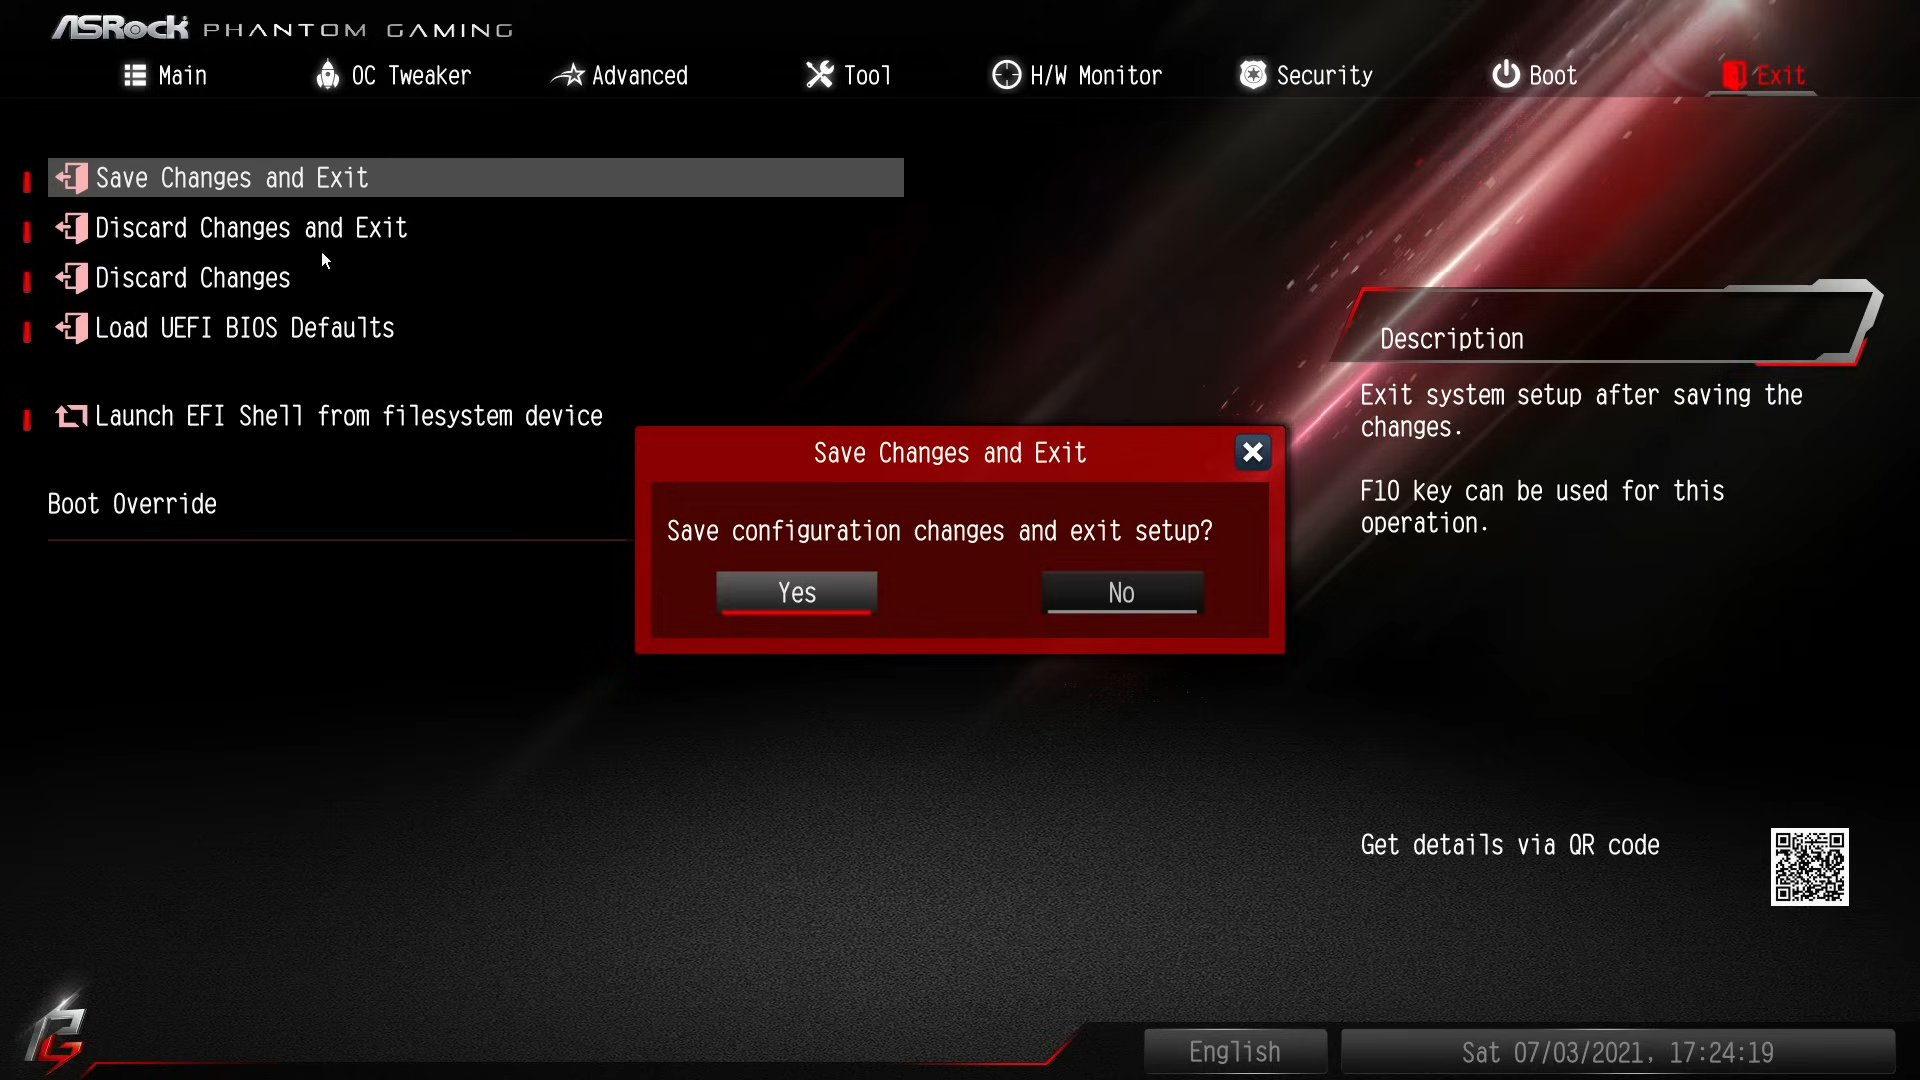 ASRock PHANTOM GAMING
Main OC Tweaker Advanced Tool H/W Monitor Security Boot Exit
Save Changes and Exit
Discard Changes and Exit
Discard Changes
Load UEFI BIOS Defaults
Launch EFI Shell from filesystem device
Boot Override
Save Changes and Exit
Save configuration changes and exit setup?
Yes No
Description
Exit system setup after saving the
changes.
F10 key can be used for this
operation.
Get details via QR code
English Sat 07/03/2021, 17:24:19